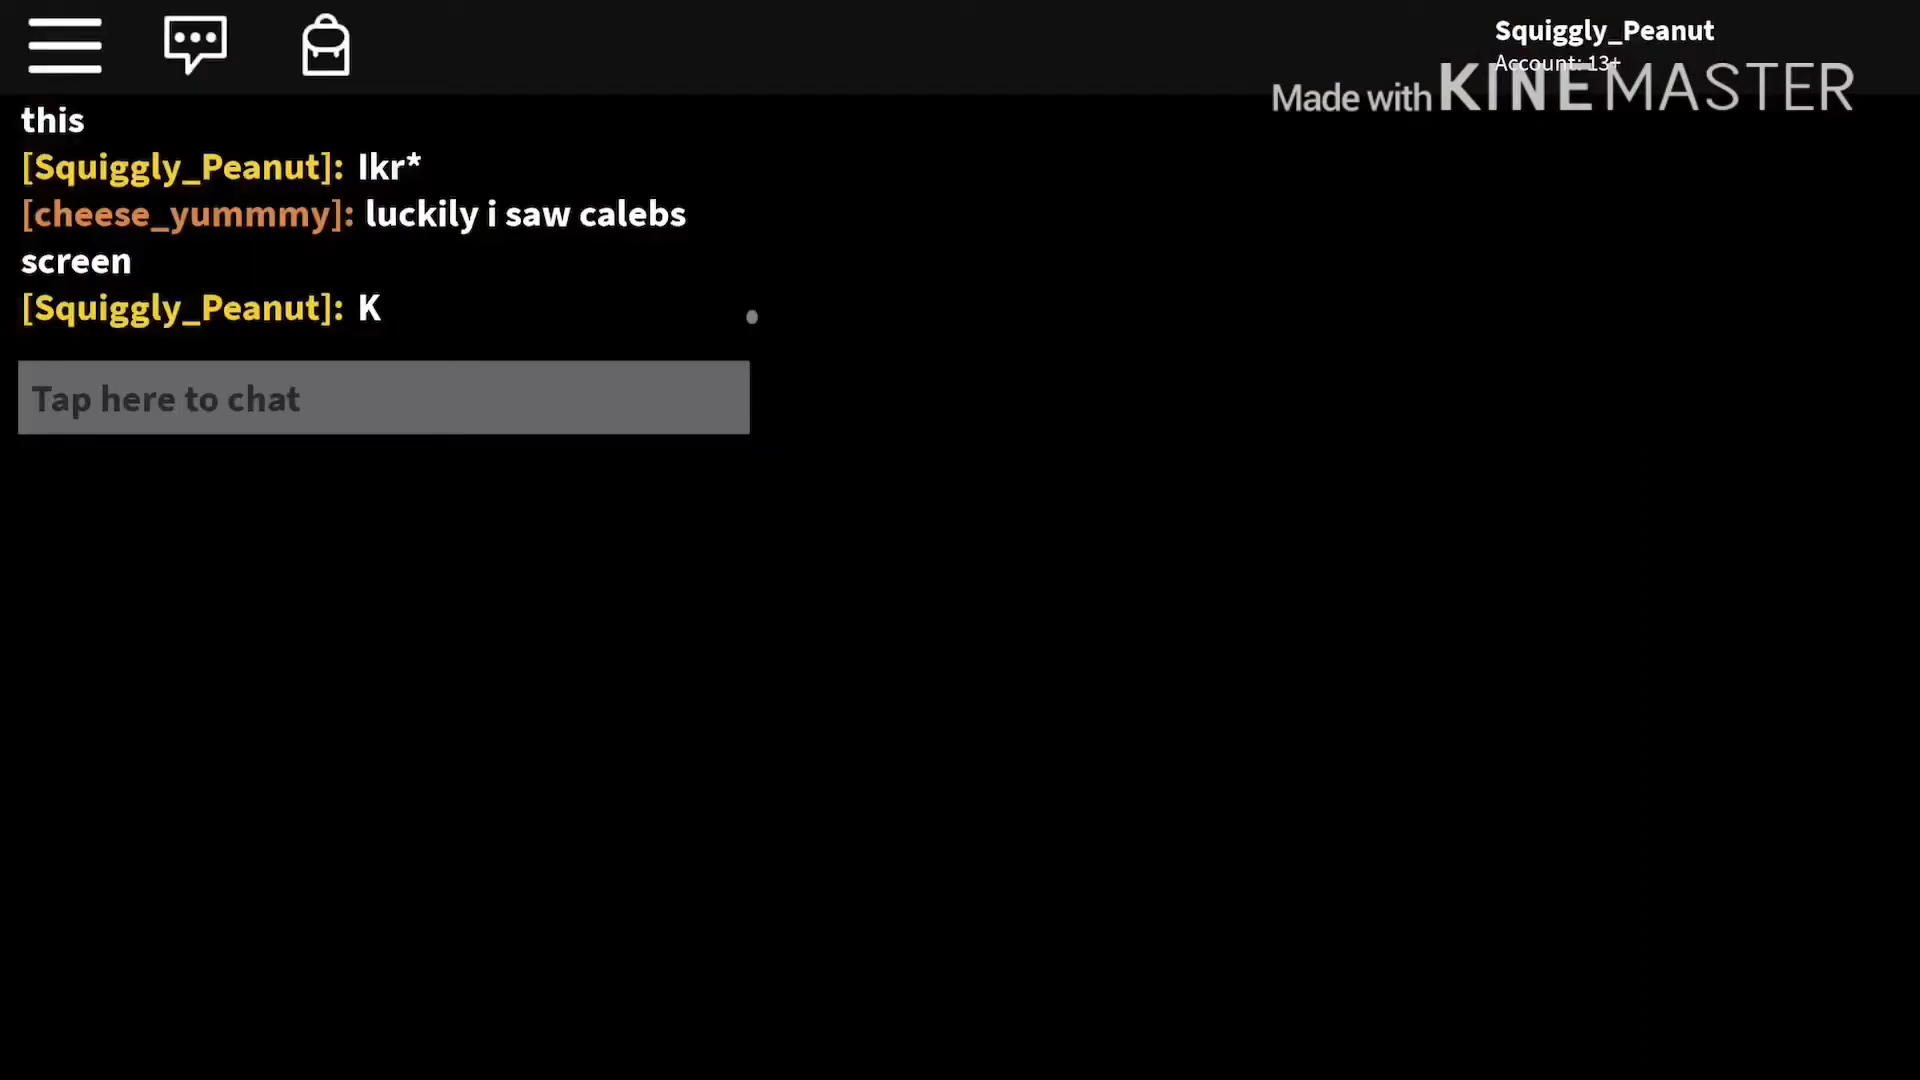 Squiggly_Peanut
Account: 13+
Made with KINEMASTER
this
[Squiggly_Peanut]: Ikr*
[cheese_yummmy]: luckily i saw calebs
screen
[Squiggly_Peanut]: K
Tap here to chat